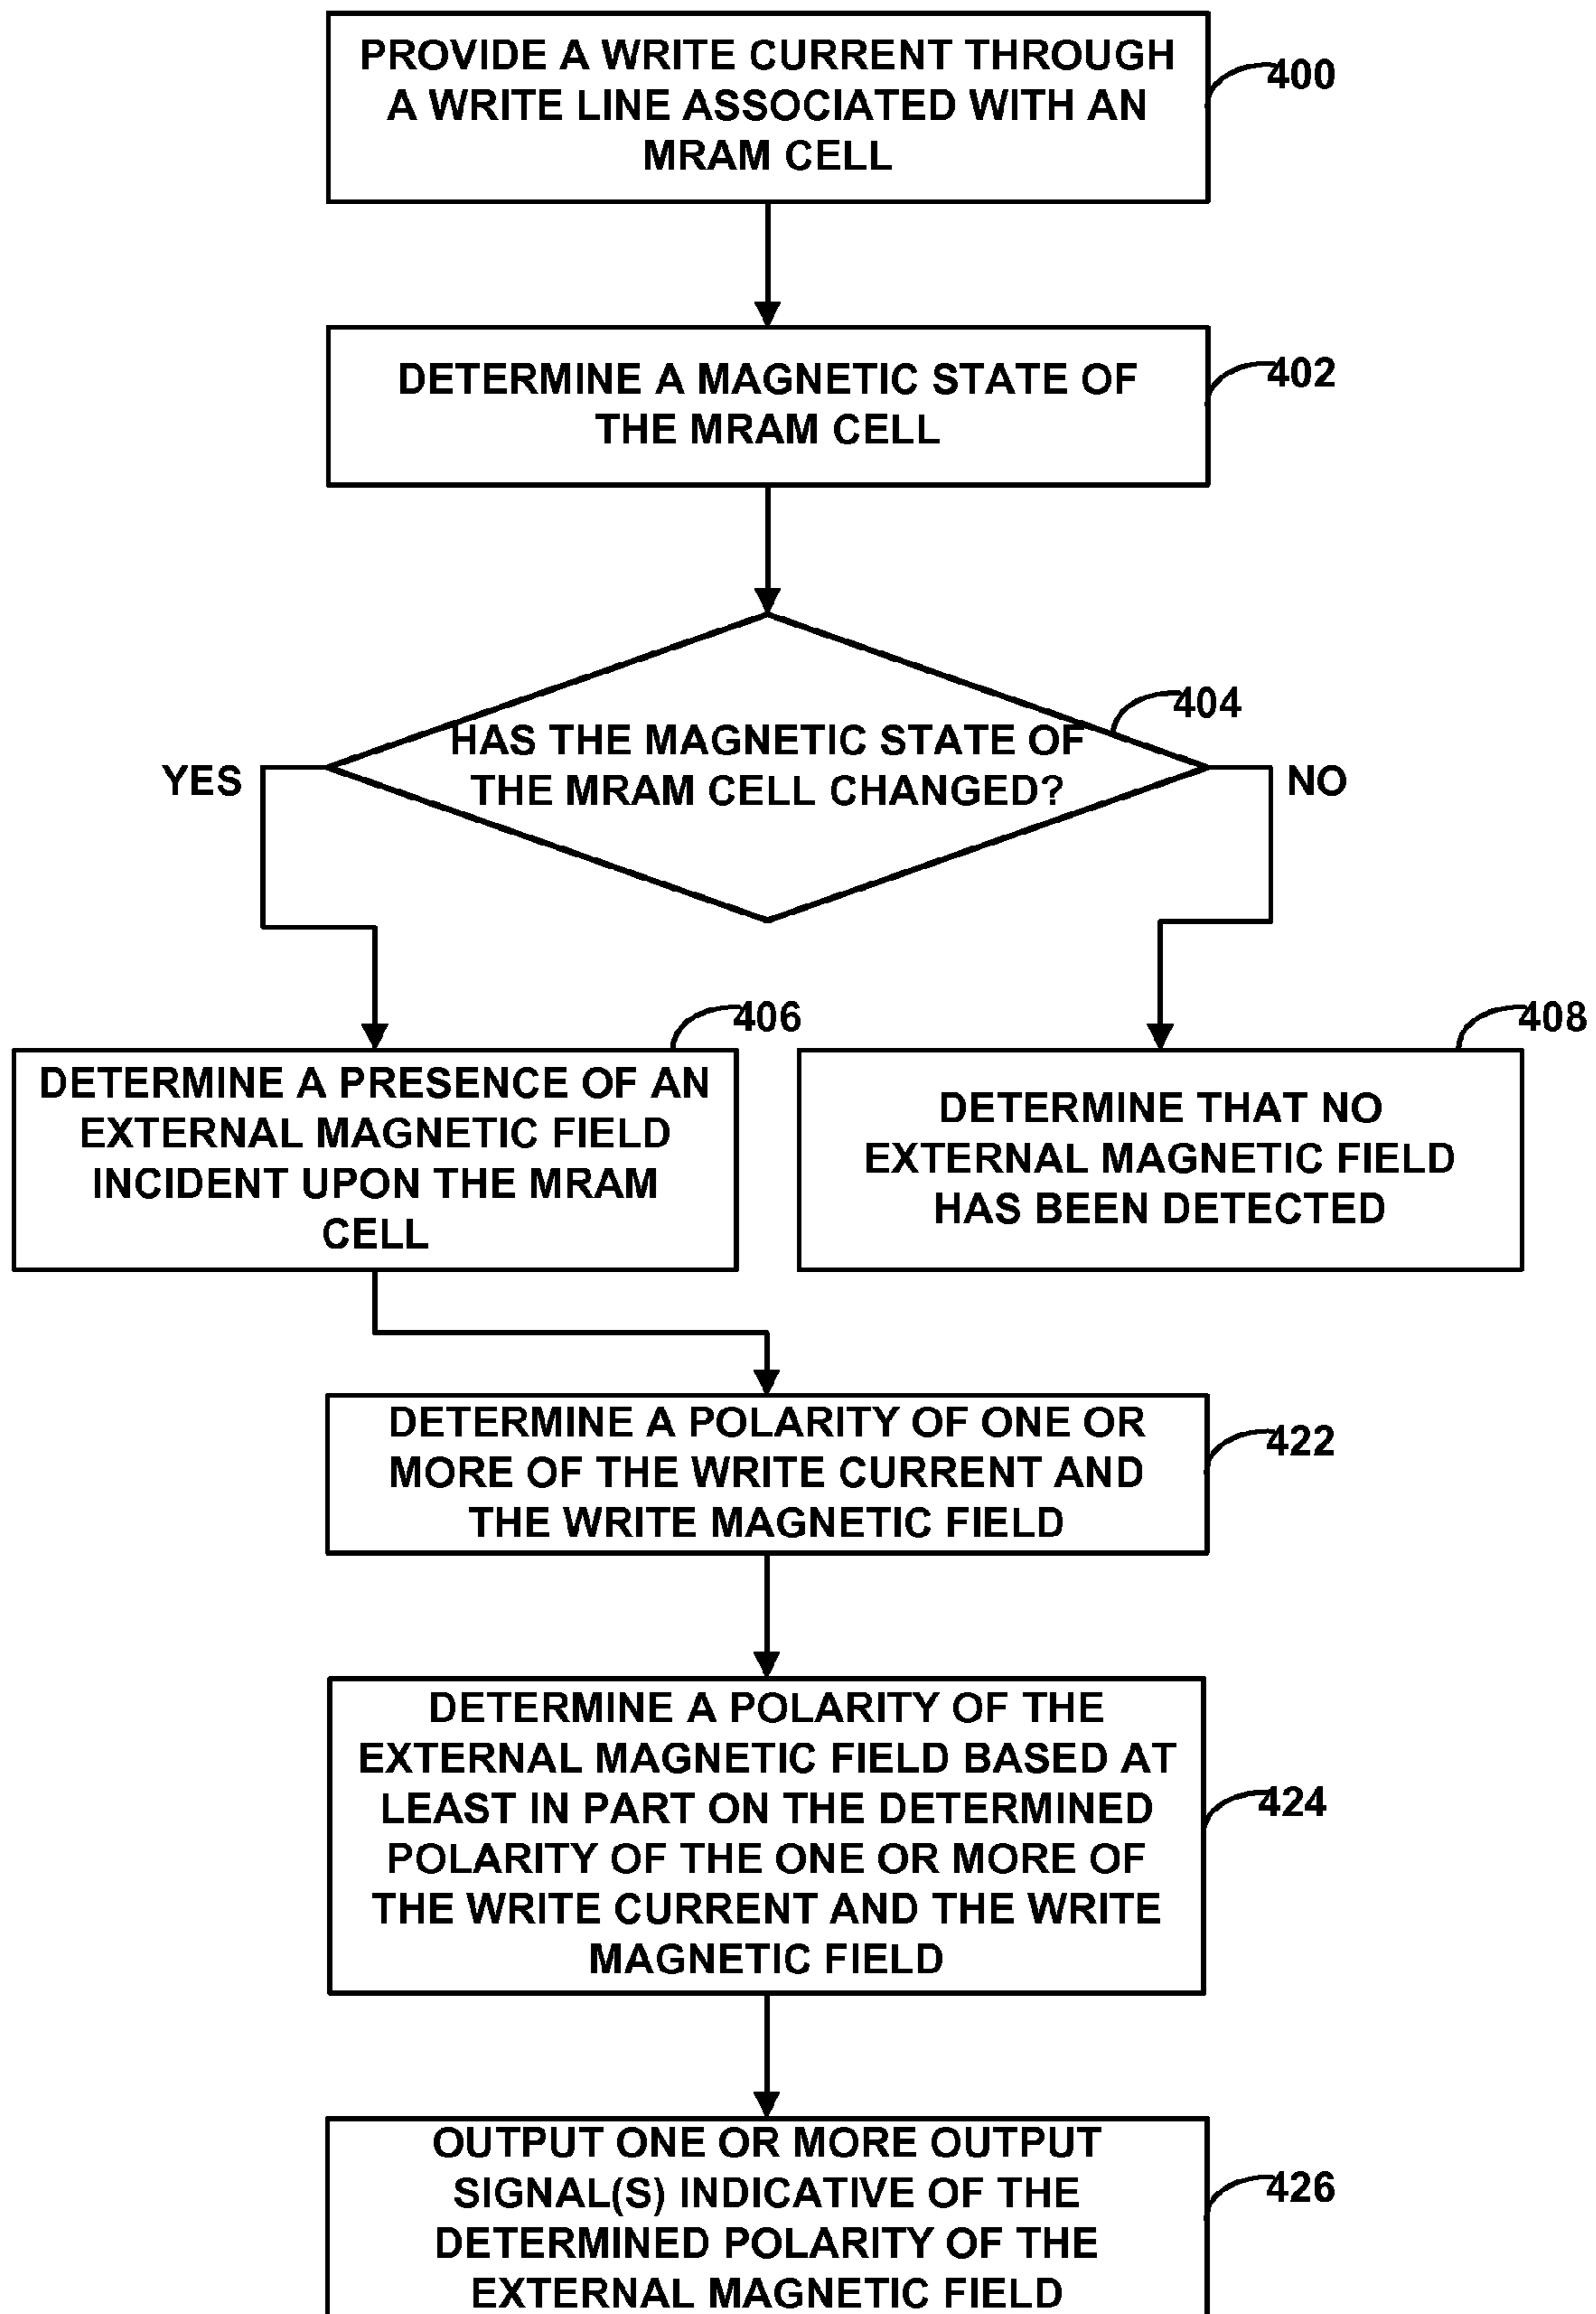 PROVIDE A WRITE CURRENT THROUGH
A WRITE LINE ASSOCIATED WITH AN
MRAM CELL
400
DETERMINE A MAGNETIC STATE OF
THE MRAM CELL
402
HAS THE MAGNETIC STATE OF
THE MRAM CELL CHANGED?
404
YES
NO
406
DETERMINE A PRESENCE OF AN
EXTERNAL MAGNETIC FIELD
INCIDENT UPON THE MRAM
CELL
408
DETERMINE THAT NO
EXTERNAL MAGNETIC FIELD
HAS BEEN DETECTED
DETERMINE A POLARITY OF ONE OR
MORE OF THE WRITE CURRENT AND
THE WRITE MAGNETIC FIELD
422
DETERMINE A POLARITY OF THE
EXTERNAL MAGNETIC FIELD BASED AT
LEAST IN PART ON THE DETERMINED
POLARITY OF THE ONE OR MORE OF
THE WRITE CURRENT AND THE WRITE
MAGNETIC FIELD
424
OUTPUT ONE OR MORE OUTPUT
SIGNAL(S) INDICATIVE OF THE
DETERMINED POLARITY OF THE
EXTERNAL MAGNETIC FIELD
426